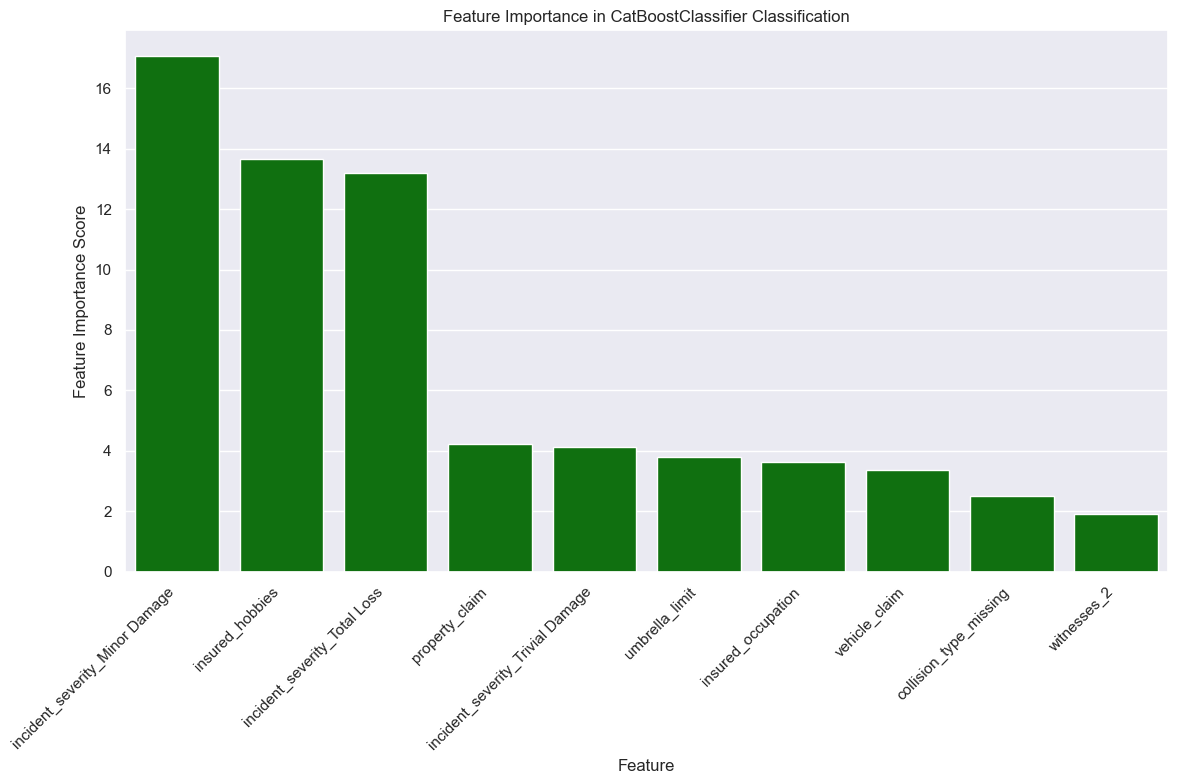 Feature Importance in CatBoostClassifier Classification
Feature Importance Score
16
14
12
10
8
6
4
2
0
incident_severity_Minor Damage
insured_hobbies
incident_severity_Total Loss
property_claim
incident_severity_Trivial Damage
umbrella_limit
insured_occupation
vehicle_claim
collision_type_missing
witnesses_2
Feature